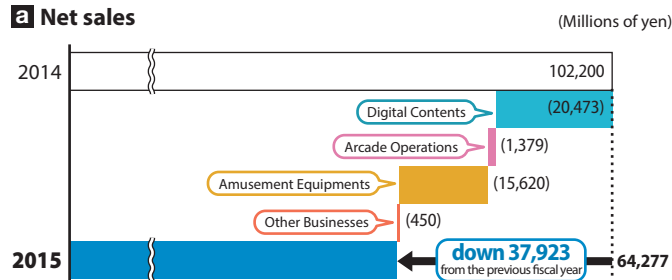 a Net sales
(Millions of yen)
2014
102,200
Digital Contents
(20,473)
Arcade Operations
(1,379)
Amusement Equipments
(15,620)
Other Businesses
(450)
2015
down 37,923
from the previous fiscal year
64,277